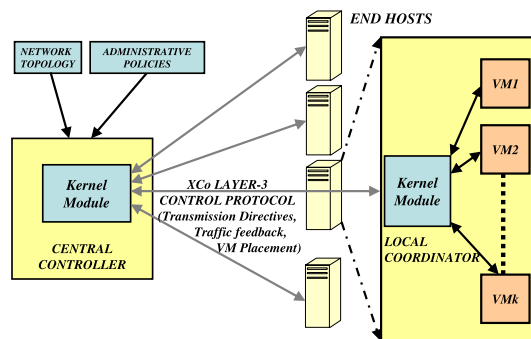 NETWORK
TOPOLOGY
ADMINISTRATIVE
POLICIES
END HOSTS
Kernel
Module
CENTRAL
CONTROLLER
XCo LAYER-3
CONTROL PROTOCOL
(Transmission Directives,
Traffic feedback,
VM Placement)
Kernel
Module
LOCAL
COORDINATOR
VM1
VM2
VMk